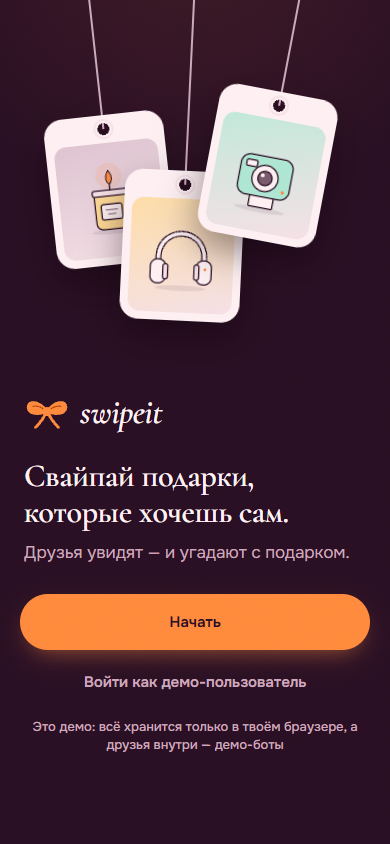 swipeit
Свайпай подарки,
которые хочешь сам.
Друзья увидят — и угадают с подарком.
Начать
Войти как демо-пользователь
Это демо: всё хранится только в твоём браузере, а
друзья внутри — демо-боты